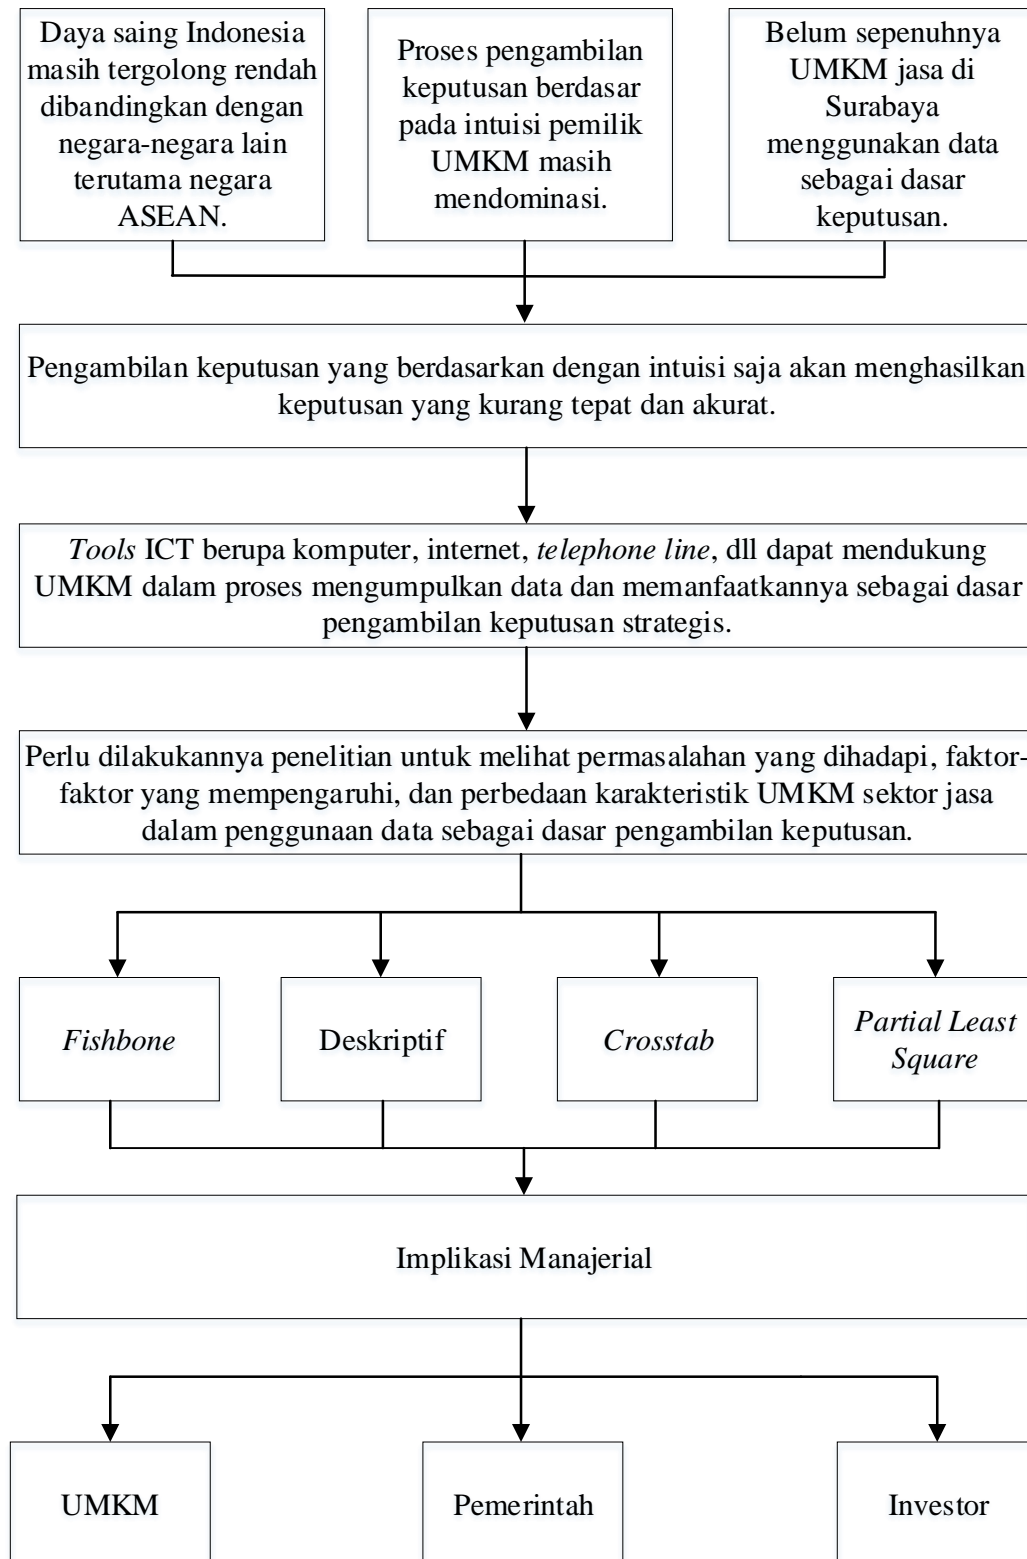 Daya saing Indonesia
masih tergolong rendah
dibandingkan dengan
negara-negara lain
terutama negara
ASEAN.
Proses pengambilan
keputusan berdasar
pada intuisi pemilik
UMKM masih
mendominasi.
Belum sepenuhnya
UMKM jasa di
Surabaya
menggunakan data
sebagai dasar
keputusan.
Pengambilan keputusan yang berdasarkan dengan intuisi saja akan menghasilkan
keputusan yang kurang tepat dan akurat.
Tools ICT berupa komputer, internet, telephone line, dll dapat mendukung
UMKM dalam proses mengumpulkan data dan memanfaatkannya sebagai dasar
pengambilan keputusan strategis.
Perlu dilakukannya penelitian untuk melihat permasalahan yang dihadapi, faktor-
faktor yang mempengaruhi, dan perbedaan karakteristik UMKM sektor jasa
dalam penggunaan data sebagai dasar pengambilan keputusan.
Fishbone
Deskriptif
Crosstab
Partial Least
Square
Implikasi Manajerial
UMKM
Pemerintah
Investor